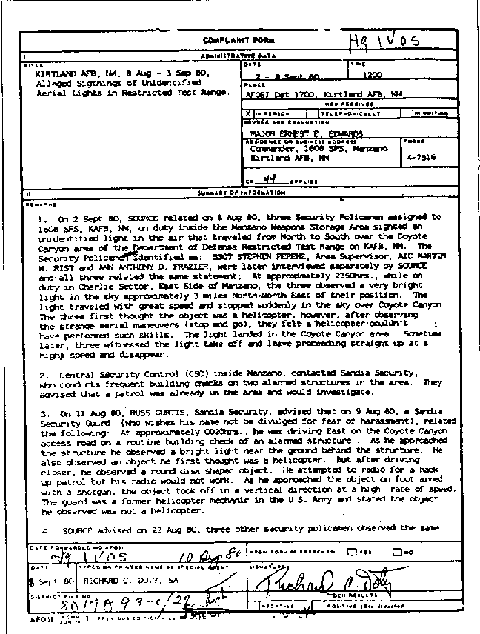 COMPLAINT FORM
HQ IVOS
ADMINISTRATIVE DATA
TITLE
KIRTLAND AFB, NM, 8 Aug - 3 Sep 80,
Alleged Sightings of Unidentified
Aerial Lights in Restricted Test Range.
DATE
2 - 9 Sept 80
TIME
1200
PLACE
AFOSI Det 1700, Kirtland AFB, NM
HOW RECEIVED
X IN PERSON TELEPHONICALLY IN WRITING
SOURCE AND EVALUATION
MAJOR ERNEST E. EDWARDS
RESIDENCE OR BUSINESS ADDRESS
Commander, 1608 SPS, Manzano
Kirtland AFB, NM
PHONE
4-7516
CR 44 APPLIES
II SUMMARY OF INFORMATION
REMARKS
1. On 2 Sept 80, SOURCE related on 8 Aug 80, three Security Policemen assigned to
1608 SPS, KAFB, NM, on duty inside the Manzano Weapons Storage Area sighted an
unidentified light in the air that traveled from North to South over the Coyote
Canyon area of the Department of Defense Restricted Test Range on KAFB, NM. The
Security Policemen identified as: SSGT STEPHEN FERENZ, Area Supervisor, AIC MARTIN
W. RIST and AMN ANTHONY D. FRAZIER, were later interviewed separately by SOURCE
and all three related the same statement: At approximately 2350hrs., while on
duty in Charlie Sector, East Side of Manzano, the three observed a very bright
light in the sky approximately 3 miles North-North East of their position. The
light traveled with great speed and stopped suddenly in the sky over Coyote Canyon.
The three first thought the object was a helicopter, however, after observing
the strange aerial maneuvers (stop and go), they felt a helicopter couldn't
have performed such skills. The light landed in the Coyote Canyon area. Sometime
later, three witnessed the light take off and leave proceeding straight up at a
high speed and disappear.
2. Central Security Control (CSC) inside Manzano, contacted Sandia Security,
who conducts frequent building checks on two alarmed structures in the area. They
advised that a patrol was already in the area and would investigate.
3. On 11 Aug 80, RUSS CURTIS, Sandia Security, advised that on 9 Aug 80, a Sandia
Security Guard, (who wishes his name not be divulged for fear of harassment), related
the following: At approximately 0020hrs., he was driving East on the Coyote Canyon
access road on a routine building check of an alarmed structure. As he approached
the structure he observed a bright light near the ground behind the structure. He
also observed an object he first thought was a helicopter. But after driving
closer, he observed a round disk shaped object. He attempted to radio for a back
up patrol but his radio would not work. As he approached the object on foot armed
with a shotgun, the object took off in a vertical direction at a high rate of speed.
The guard was a former helicopter mechanic in the U.S. Army and stated the object
he observed was not a helicopter.
4. SOURCE advised on 22 Aug 80, three other security policemen observed the same
DATE FORWARDED HQ AFOSI
HQ IVOS
10 Sep 80
YES
NO
DATE
TYPED OR PRINTED NAME OF SPECIAL AGENT
SIGNATURE
9 Sept 80 RICHARD C. DOTY, SA
Richard C Doty
DISTRICT FILE NO
AFOSI FORM 1